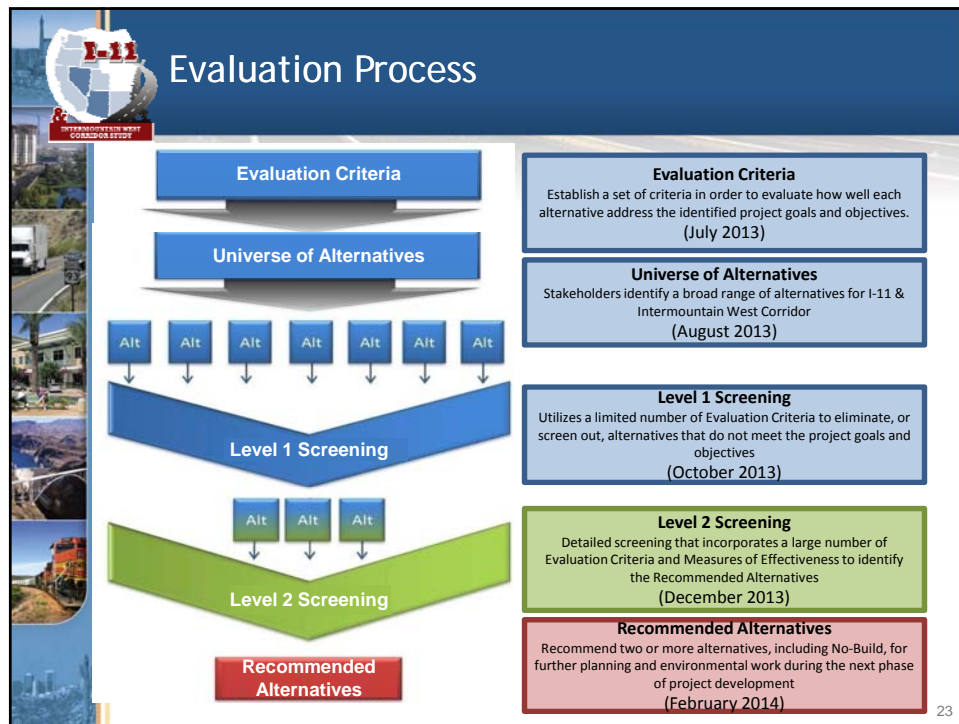 I-11
&
INTERMOUNTAIN WEST
CORRIDOR STUDY
Evaluation Process
Evaluation Criteria
Universe of Alternatives
Alt Alt Alt Alt Alt Alt Alt
Level 1 Screening
Alt Alt Alt
Level 2 Screening
Recommended
Alternatives
Evaluation Criteria
Establish a set of criteria in order to evaluate how well each
alternative address the identified project goals and objectives.
(July 2013)
Universe of Alternatives
Stakeholders identify a broad range of alternatives for I-11 &
Intermountain West Corridor
(August 2013)
Level 1 Screening
Utilizes a limited number of Evaluation Criteria to eliminate, or
screen out, alternatives that do not meet the project goals and
objectives
(October 2013)
Level 2 Screening
Detailed screening that incorporates a large number of
Evaluation Criteria and Measures of Effectiveness to identify
the Recommended Alternatives
(December 2013)
Recommended Alternatives
Recommend two or more alternatives, including No-Build, for
further planning and environmental work during the next phase
of project development
(February 2014)
93
23